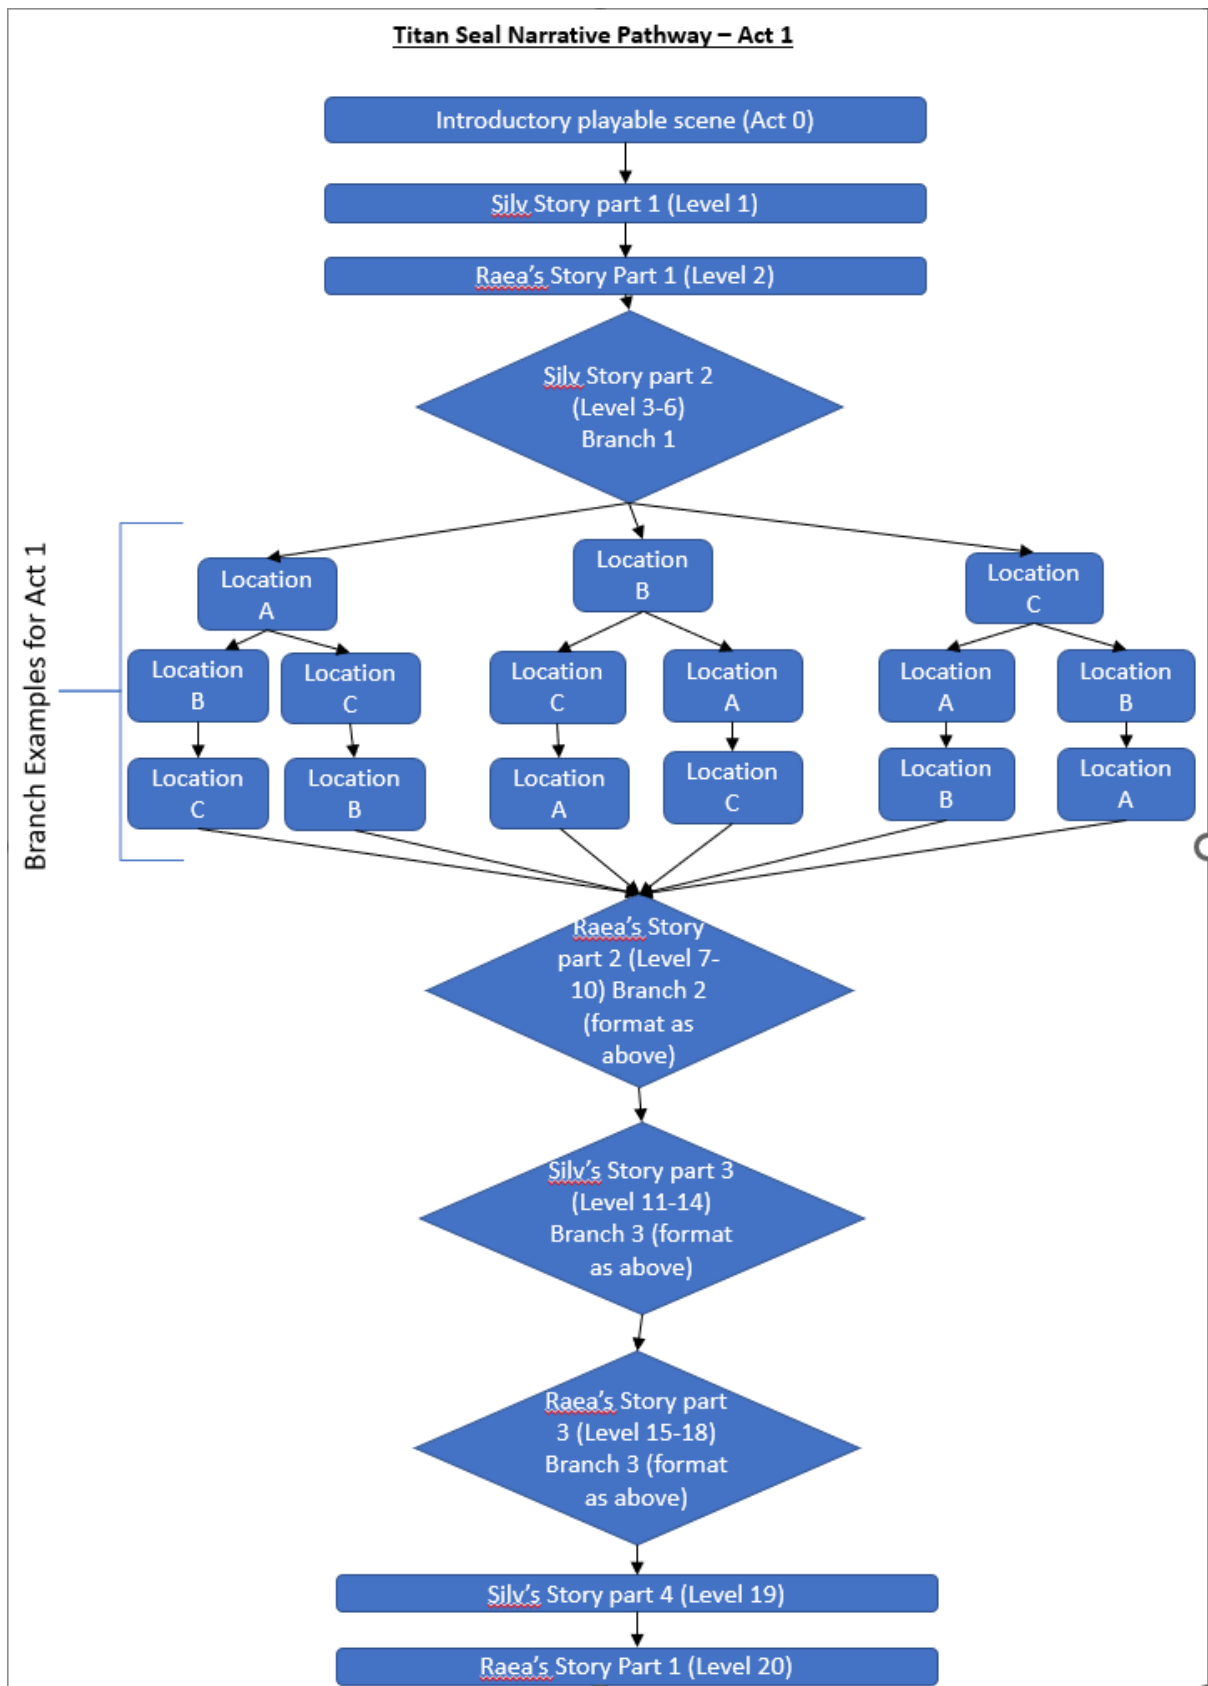 Titan Seal Narrative Pathway – Act 1
Introductory playable scene (Act 0)
Silv Story part 1 (Level 1)
Raea's Story Part 1 (Level 2)
Silv Story part 2
(Level 3-6)
Branch 1
Branch Examples for Act 1
Location
A
Location
B
Location
C
Location
B
Location
C
Location
C
Location
A
Location
A
Location
B
Location
C
Location
B
Location
A
Location
C
Location
B
Location
A
Raea's Story
part 2 (Level 7-
10) Branch 2
(format as
above)
Silv's Story part 3
(Level 11-14)
Branch 3 (format
as above)
Raea's Story part
3 (Level 15-18)
Branch 3 (format
as above)
Silv's Story part 4 (Level 19)
Raea's Story Part 1 (Level 20)